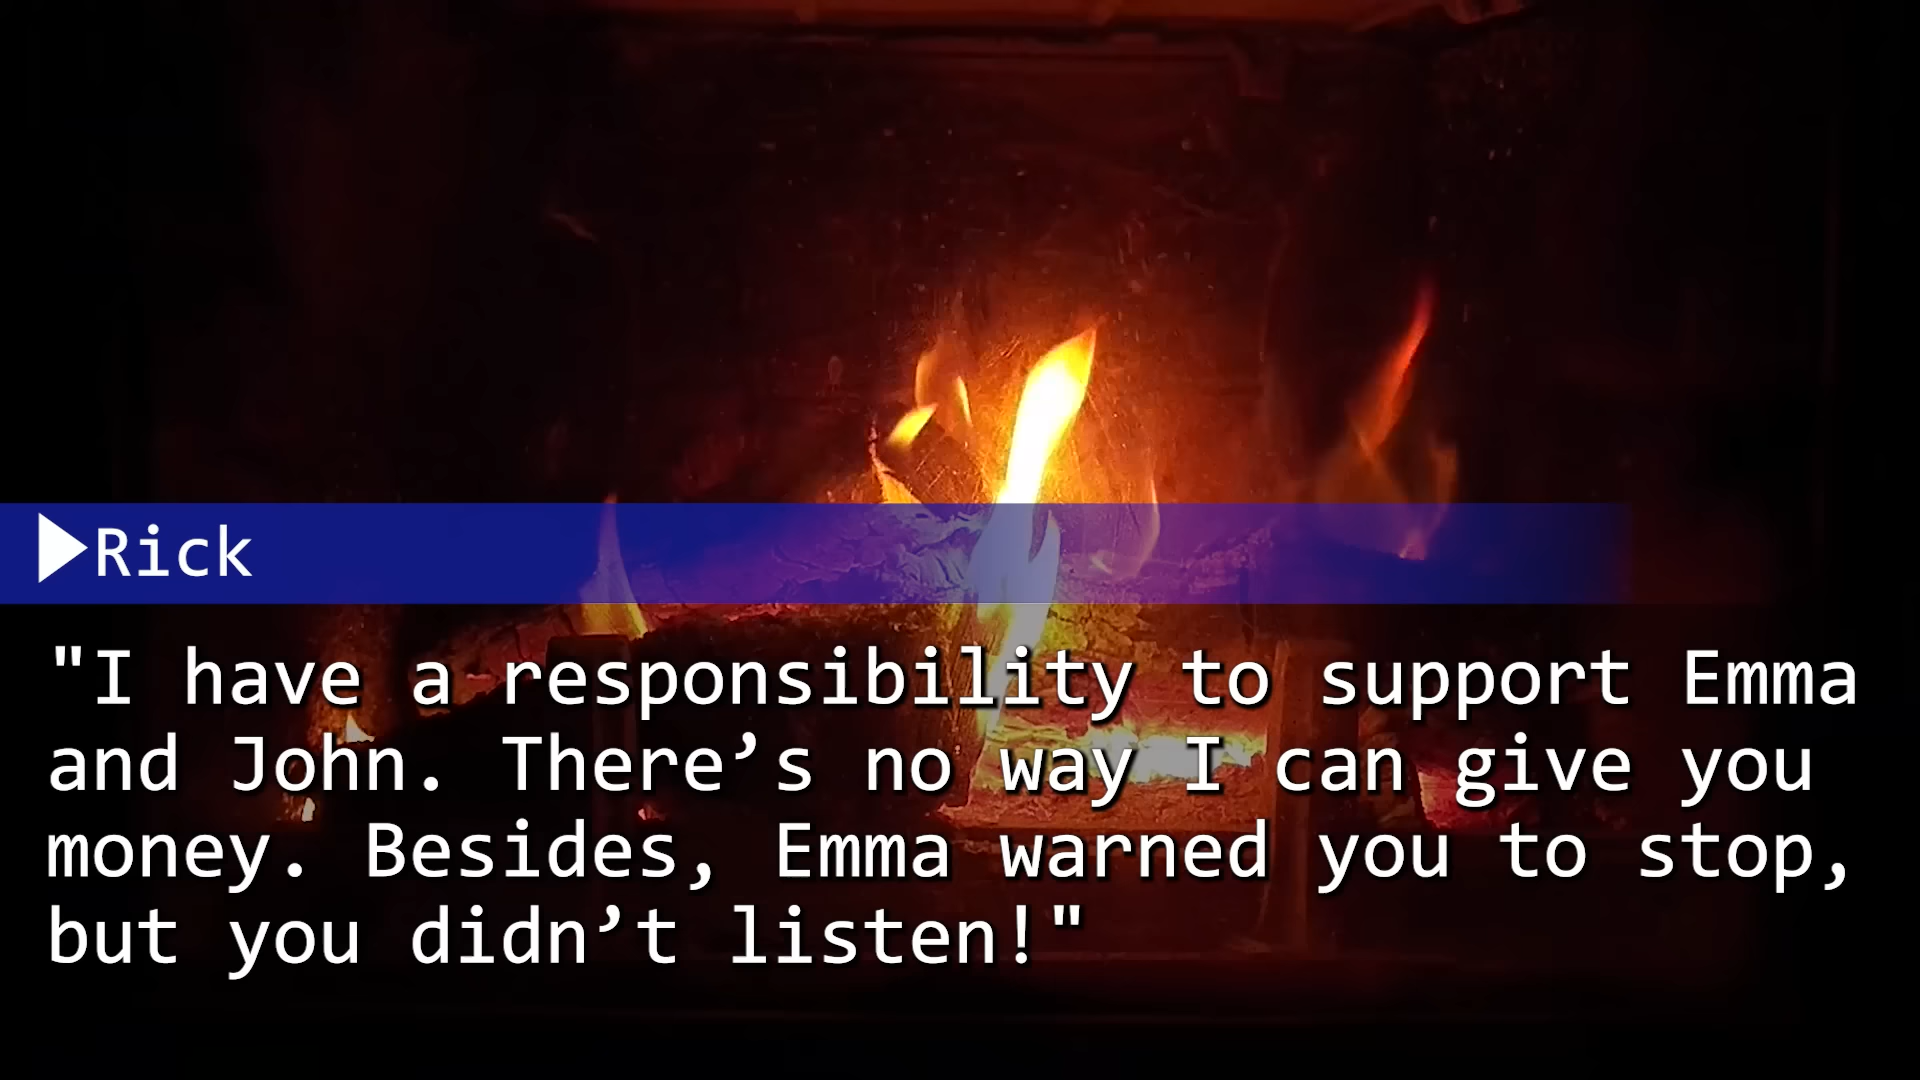 Rick
"I have a responsibility to support Emma
and John. There’s no way I can give you
money. Besides, Emma warned you to stop,
but you didn’t listen!"